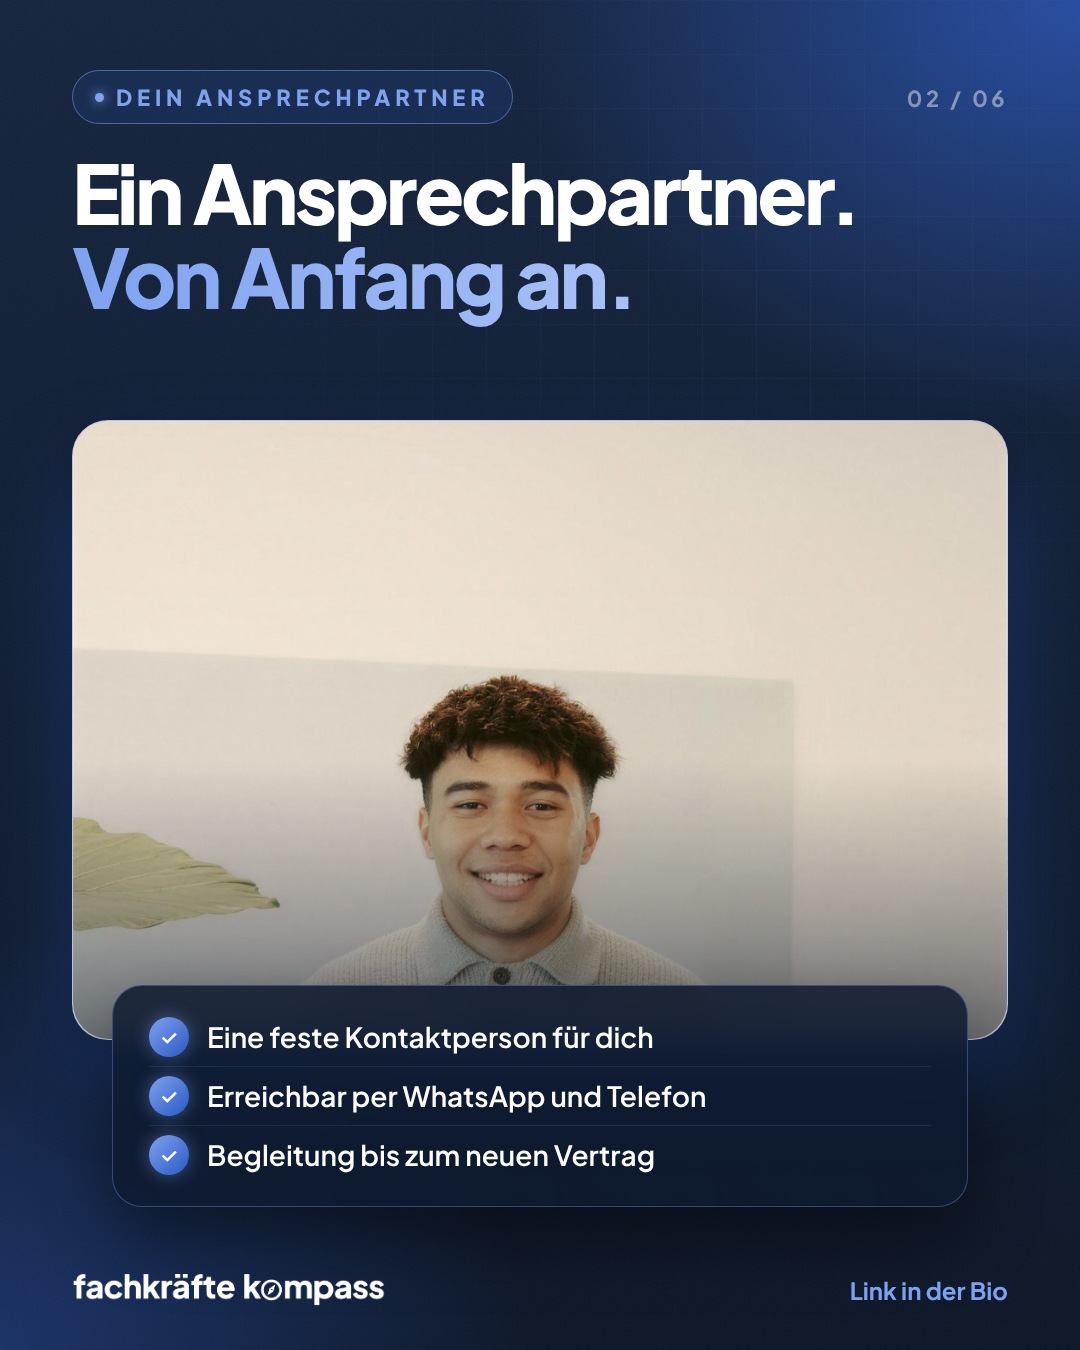 DEIN ANSPRECHPARTNER
02 / 06
Ein Ansprechpartner.
Von Anfang an.
Eine feste Kontaktperson für dich
Erreichbar per WhatsApp und Telefon
Begleitung bis zum neuen Vertrag
fachkräfte kompass
Link in der Bio